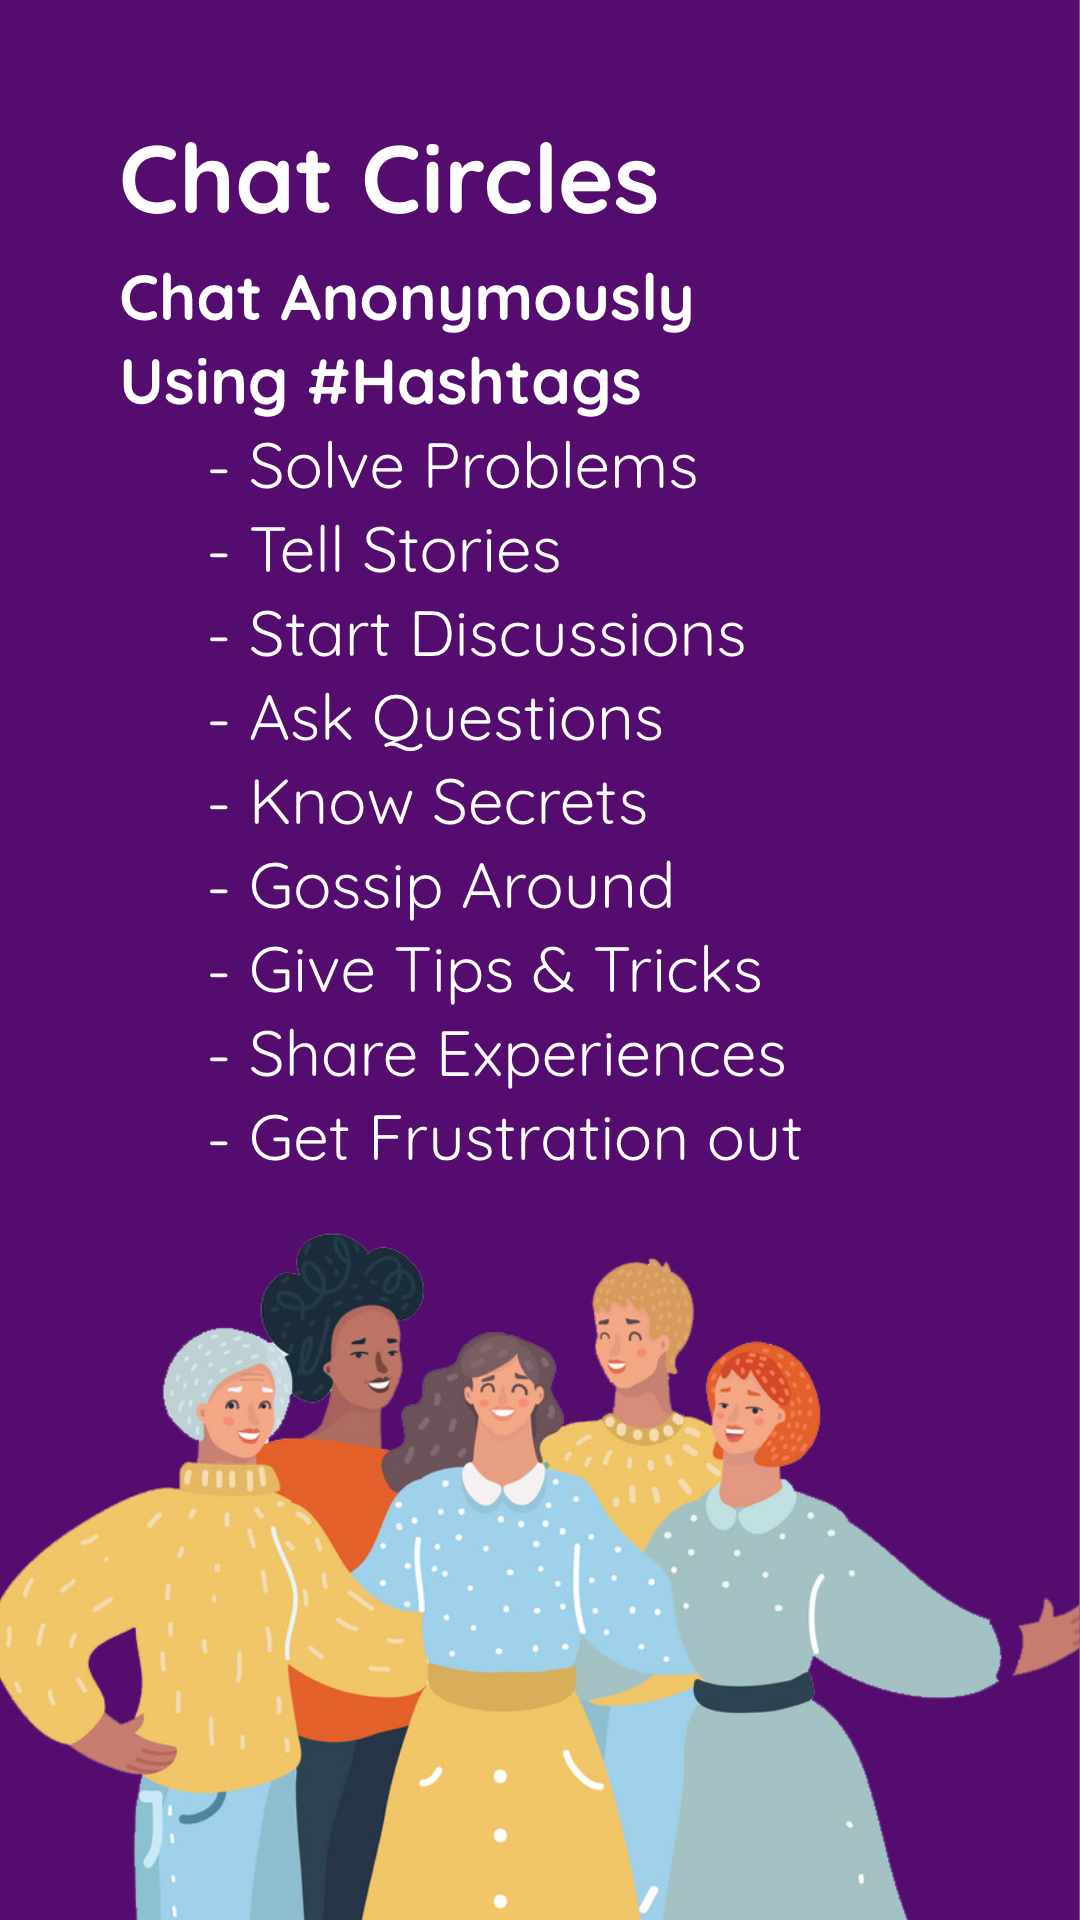 Chat Circles
Chat Anonymously
Using #Hashtags
- Solve Problems
- Tell Stories
- Start Discussions
- Ask Questions
- Know Secrets
- Gossip Around
- Give Tips & Tricks
- Share Experiences
- Get Frustration out